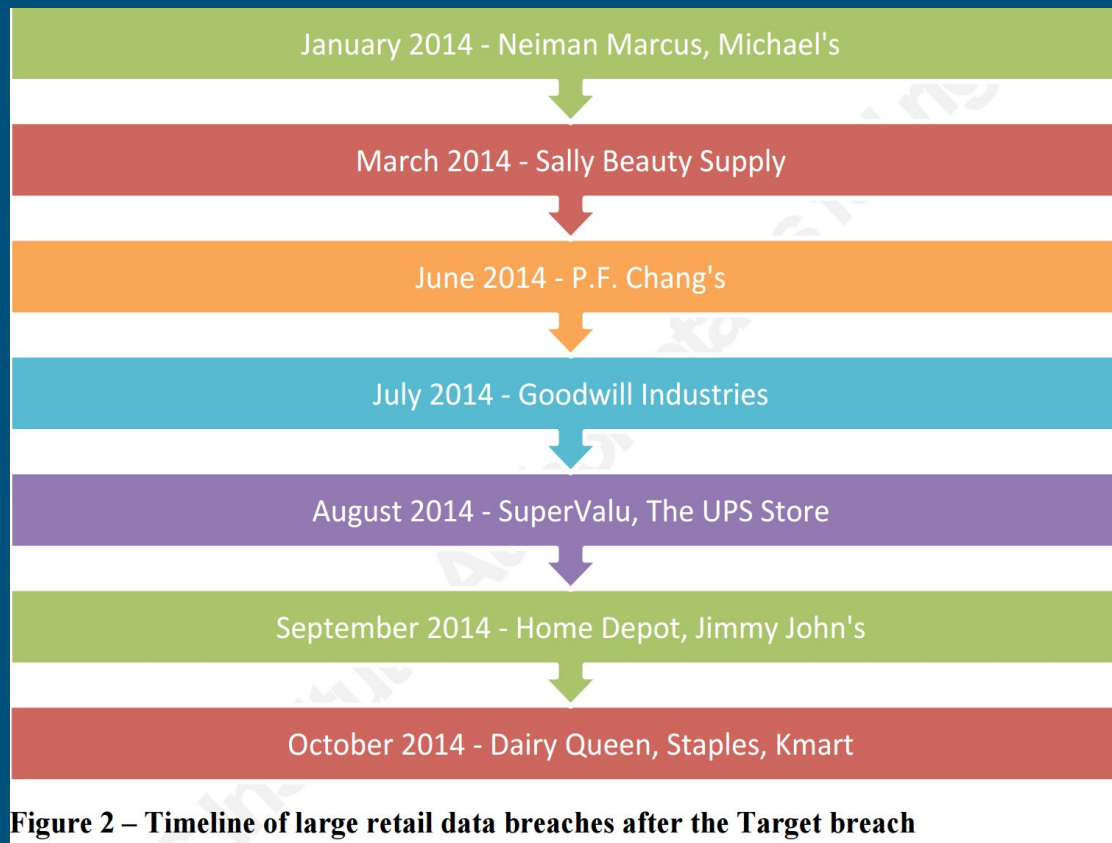 January 2014 - Neiman Marcus, Michael's
March 2014 - Sally Beauty Supply
June 2014 - P.F. Chang's
July 2014 - Goodwill Industries
August 2014 - SuperValu, The UPS Store
September 2014 - Home Depot, Jimmy John's
October 2014 - Dairy Queen, Staples, Kmart
Figure 2 – Timeline of large retail data breaches after the Target breach